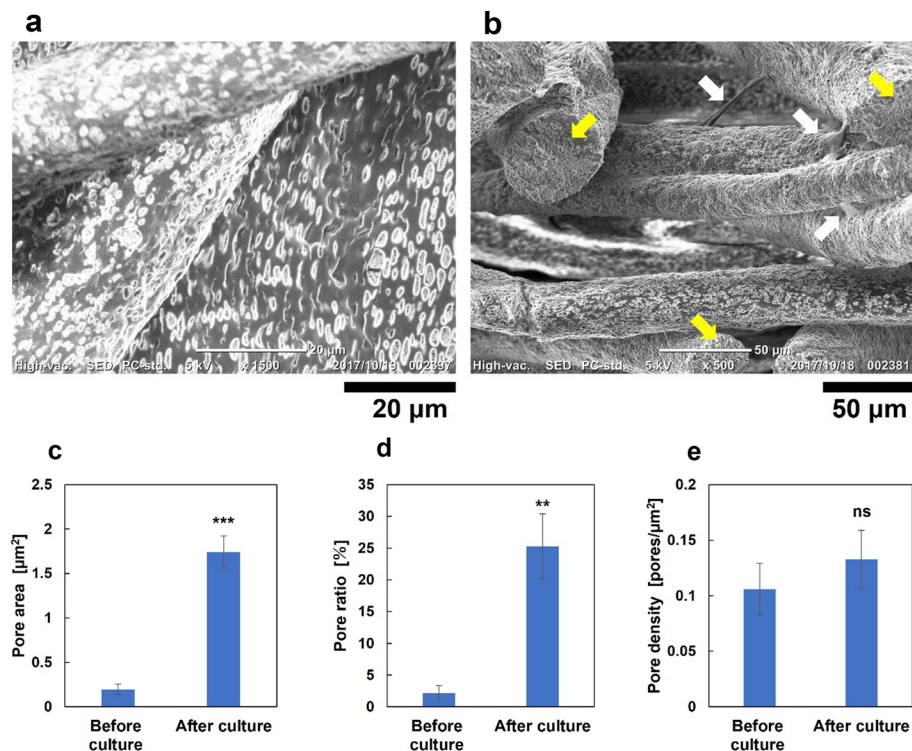 a
b
20 µm
High-vac. SED PC-std. 5 kV x 1500 2017/10/19 002397
50 µm
High-vac. SED PC-std. 5 kV x 500 2017/10/18 002381
20 µm
50 µm
c
d
e
Pore area [µm²]
2.5
2
1.5
1
0.5
0
***
Before culture
After culture
Pore ratio [%]
35
30
25
20
15
10
5
0
**
Before culture
After culture
Pore density [pores/µm²]
0.2
0.15
0.1
0.05
0
ns
Before culture
After culture